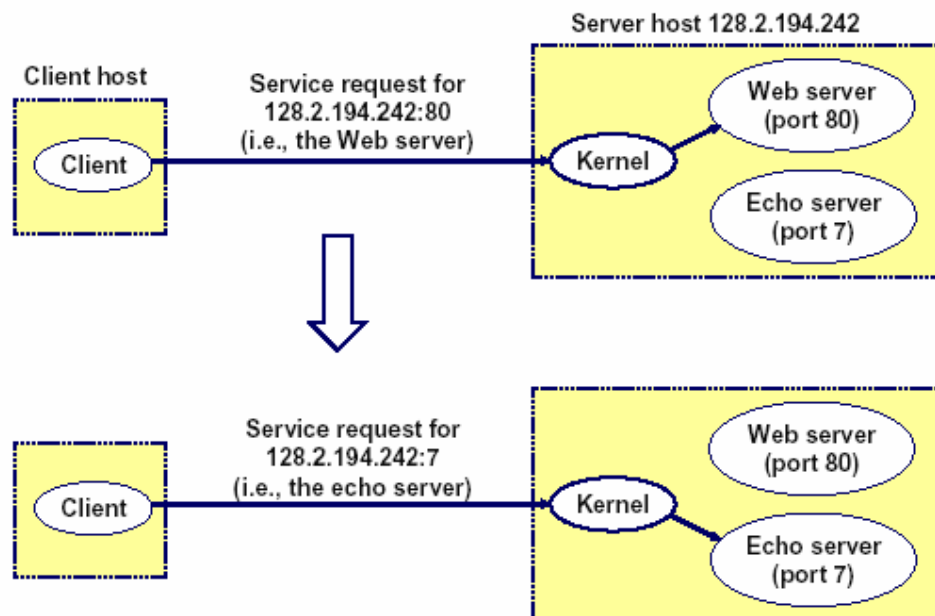 Server host 128.2.194.242
Client host
Service request for
128.2.194.242:80
(i.e., the Web server)
Client
Kernel
Web server
(port 80)
Echo server
(port 7)
Service request for
128.2.194.242:7
(i.e., the echo server)
Client
Kernel
Web server
(port 80)
Echo server
(port 7)